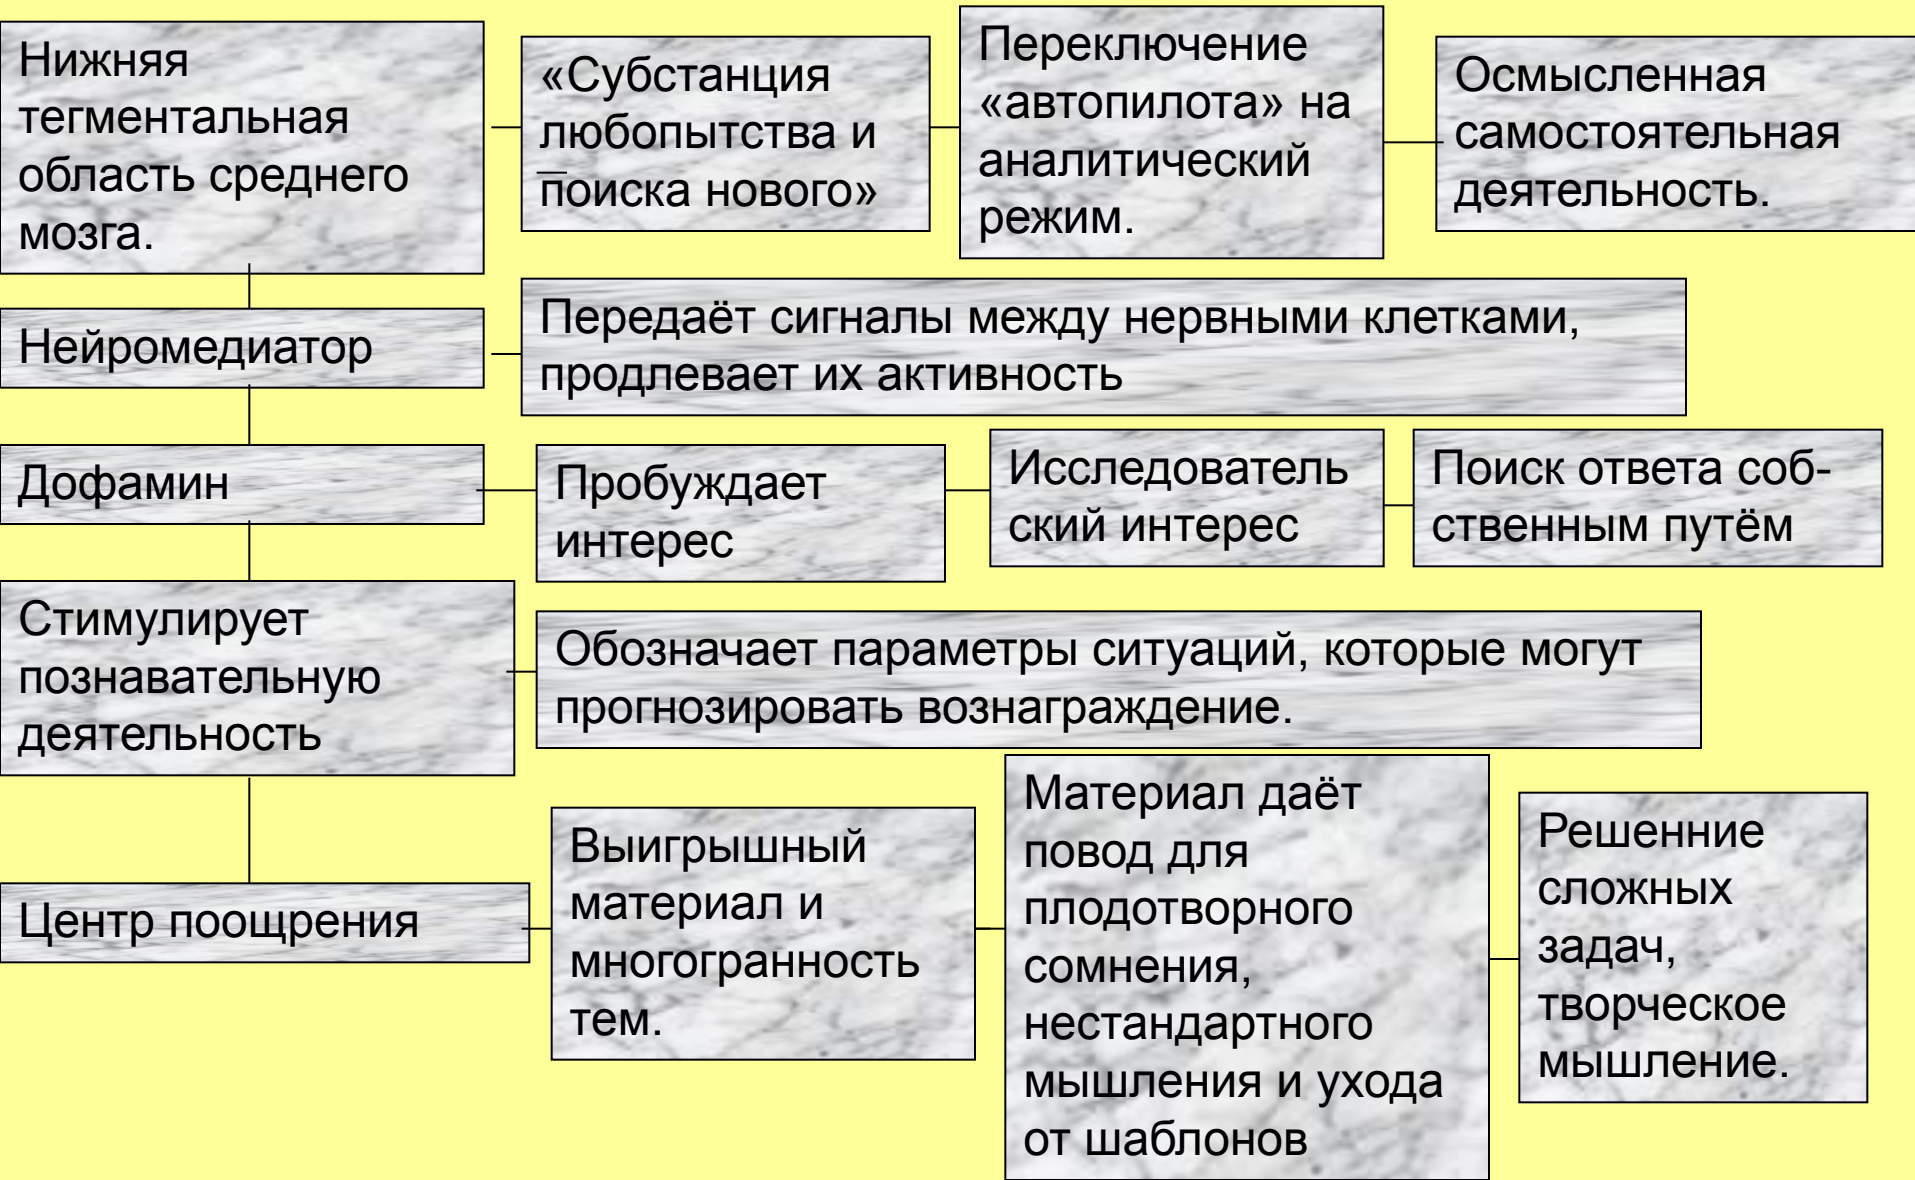 Нижняя
тегментальная
область среднего
мозга.
«Субстанция
любопытства и
поиска нового»
Переключение
«автопилота» на
аналитический
режим.
Осмысленная
самостоятельная
деятельность.
Нейромедиатор
Передаёт сигналы между нервными клетками,
продлевает их активность
Дофамин
Пробуждает
интерес
Исследователь
ский интерес
Поиск ответа соб-
ственным путём
Стимулирует
познавательную
деятельность
Обозначает параметры ситуаций, которые могут
прогнозировать вознаграждение.
Центр поощрения
Выигрышный
материал и
многогранность
тем.
Материал даёт
повод для
плодотворного
сомнения,
нестандартного
мышления и ухода
от шаблонов
Решенние
сложных
задач,
творческое
мышление.